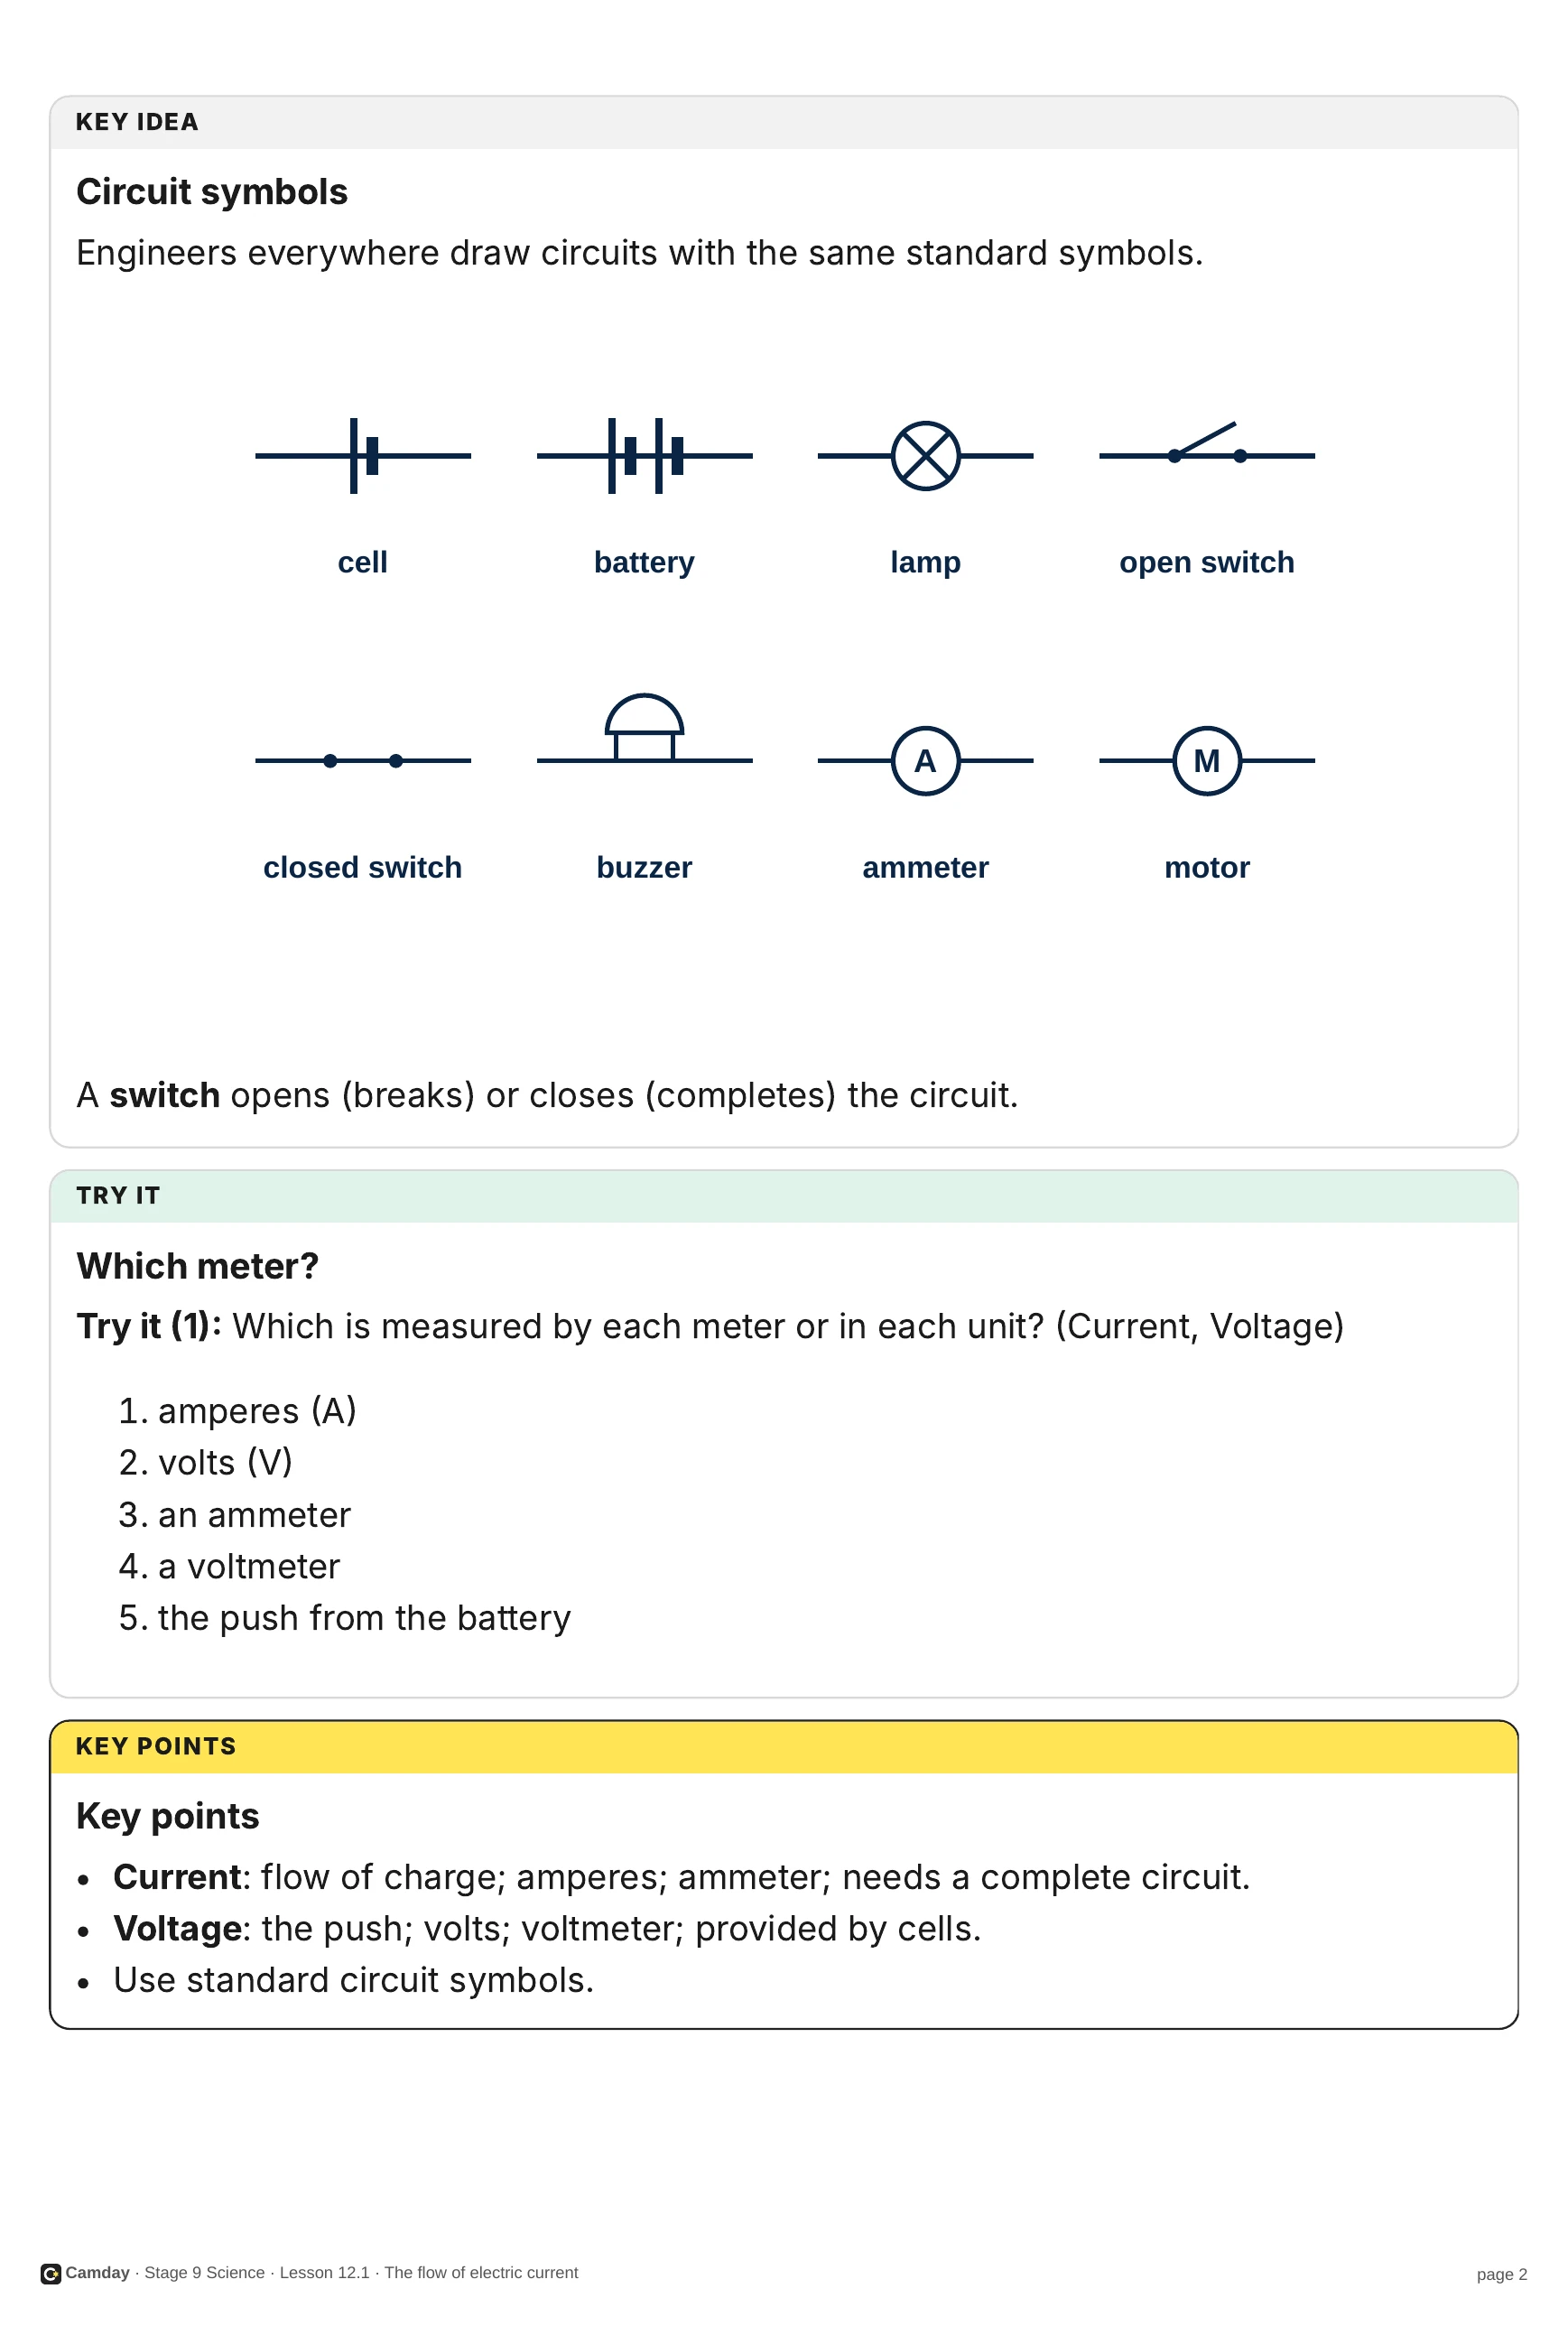 KEY IDEA
Circuit symbols
Engineers everywhere draw circuits with the same standard symbols.
cell battery lamp open switch
closed switch buzzer A ammeter M motor
A switch opens (breaks) or closes (completes) the circuit.
TRY IT
Which meter?
Try it (1): Which is measured by each meter or in each unit? (Current, Voltage)
1. amperes (A)
2. volts (V)
3. an ammeter
4. a voltmeter
5. the push from the battery
KEY POINTS
Key points
• Current: flow of charge; amperes; ammeter; needs a complete circuit.
• Voltage: the push; volts; voltmeter; provided by cells.
• Use standard circuit symbols.
Camday · Stage 9 Science · Lesson 12.1 · The flow of electric current page 2